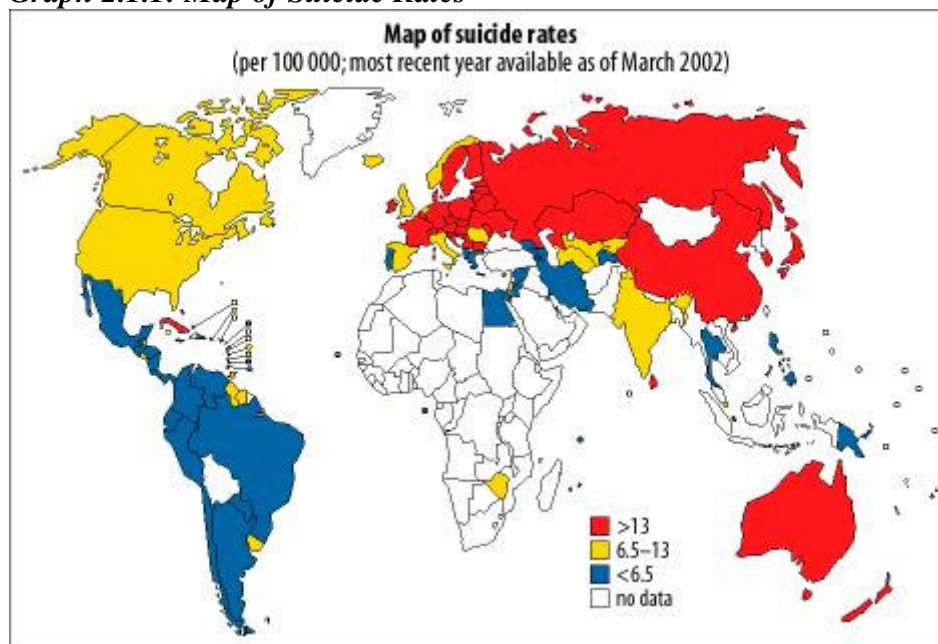 Graph 2.1.1: Map of Suicide Rates
Map of suicide rates
(per 100 000; most recent year available as of March 2002)
>13
6.5–13
<6.5
no data